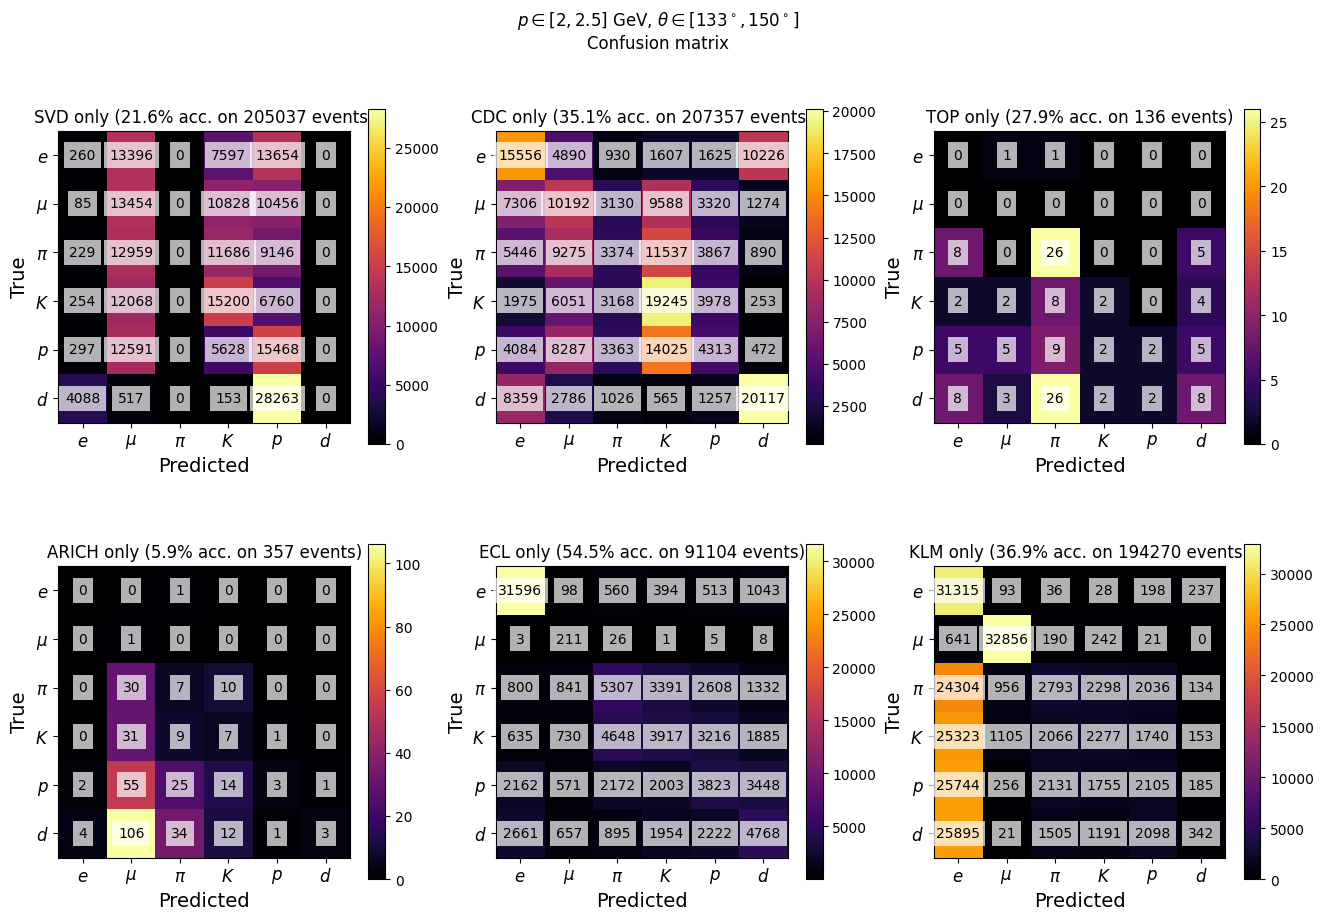 p ∈ [2, 2.5] GeV, θ ∈ [133°, 150°]
Confusion matrix
SVD only (21.6% acc. on 205037 events
True
e 260 13396 0 7597 13654 0
μ 85 13454 0 10828 10456 0
π 229 12959 0 11686 9146 0
K 254 12068 0 15200 6760 0
p 297 12591 0 5628 15468 0
d 4088 517 0 153 28263 0
e μ π K p d
Predicted
25000
20000
15000
10000
5000
0
CDC only (35.1% acc. on 207357 events
True
e 15556 4890 930 1607 1625 10226
μ 7306 10192 3130 9588 3320 1274
π 5446 9275 3374 11537 3867 890
K 1975 6051 3168 19245 3978 253
p 4084 8287 3363 14025 4313 472
d 8359 2786 1026 565 1257 20117
e μ π K p d
Predicted
20000
17500
15000
12500
10000
7500
5000
2500
TOP only (27.9% acc. on 136 events)
True
e 0 1 1 0 0 0
μ 0 0 0 0 0 0
π 8 0 26 0 0 5
K 2 2 8 2 0 4
p 5 5 9 2 2 5
d 8 3 26 2 2 8
e μ π K p d
Predicted
25
20
15
10
5
0
ARICH only (5.9% acc. on 357 events)
True
e 0 0 1 0 0 0
μ 0 1 0 0 0 0
π 0 30 7 10 0 0
K 0 31 9 7 1 0
p 2 55 25 14 3 1
d 4 106 34 12 1 3
e μ π K p d
Predicted
100
80
60
40
20
0
ECL only (54.5% acc. on 91104 events)
True
e 31596 98 560 394 513 1043
μ 3 211 26 1 5 8
π 800 841 5307 3391 2608 1332
K 635 730 4648 3917 3216 1885
p 2162 571 2172 2003 3823 3448
d 2661 657 895 1954 2222 4768
e μ π K p d
Predicted
30000
25000
20000
15000
10000
5000
KLM only (36.9% acc. on 194270 events
True
e 31315 93 36 28 198 237
μ 641 32856 190 242 21 0
π 24304 956 2793 2298 2036 134
K 25323 1105 2066 2277 1740 153
p 25744 256 2131 1755 2105 185
d 25895 21 1505 1191 2098 342
e μ π K p d
Predicted
30000
25000
20000
15000
10000
5000
0